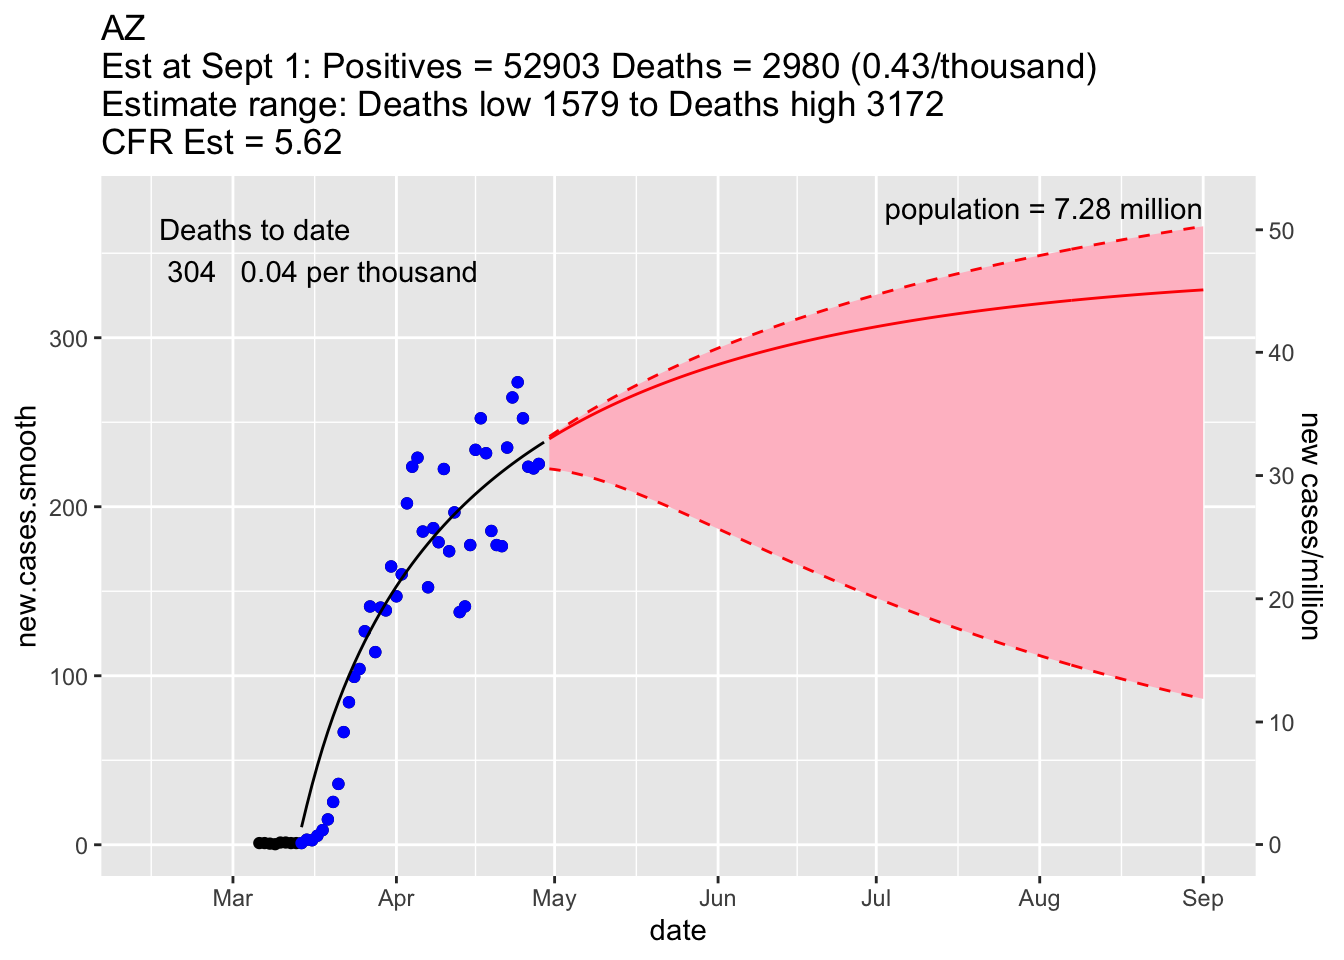 AZ
Est at Sept 1: Positives = 52903 Deaths = 2980 (0.43/thousand)
Estimate range: Deaths low 1579 to Deaths high 3172
CFR Est = 5.62
population = 7.28 million
Deaths to date
304 0.04 per thousand
new.cases.smooth
300
200
100
0
50
40
30
20
10
0
new cases/million
Mar Apr May Jun Jul Aug Sep
date